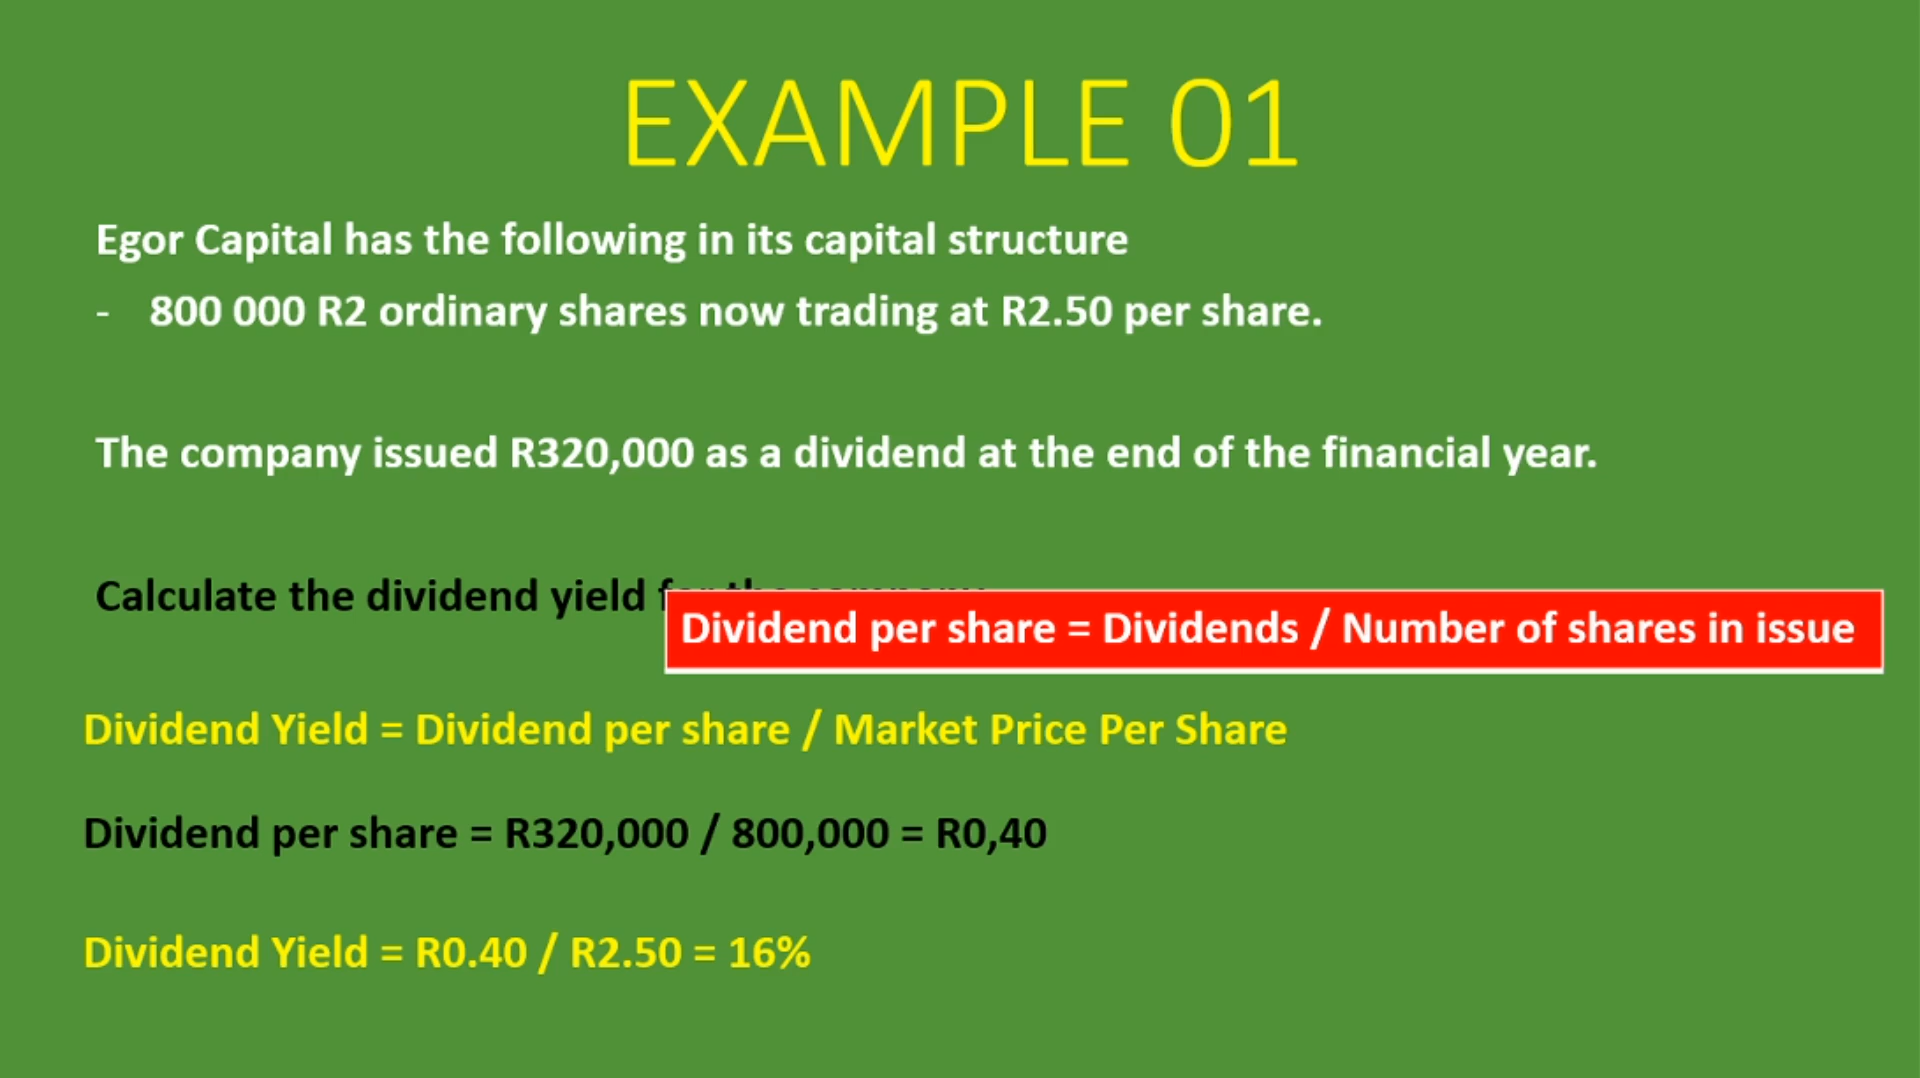 EXAMPLE 01
Egor Capital has the following in its capital structure
- 800 000 R2 ordinary shares now trading at R2.50 per share.
The company issued R320,000 as a dividend at the end of the financial year.
Calculate the dividend yield for the company
Dividend per share = Dividends / Number of shares in issue
Dividend Yield = Dividend per share / Market Price Per Share
Dividend per share = R320,000 / 800,000 = R0,40
Dividend Yield = R0.40 / R2.50 = 16%